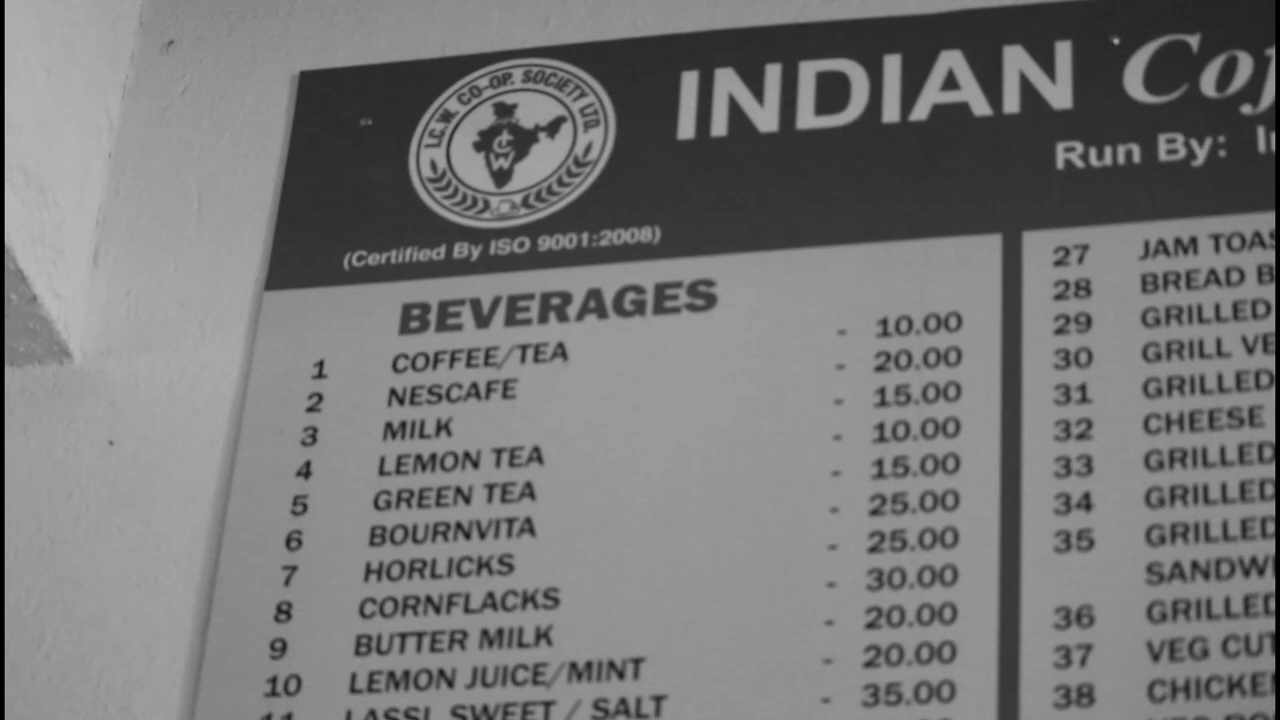 I.C.W. CO-OP. SOCIETY LTD.
ICW
(Certified By ISO 9001:2008)
INDIAN Cof
Run By: I
BEVERAGES
1 COFFEE/TEA - 10.00
2 NESCAFE - 20.00
3 MILK - 15.00
4 LEMON TEA - 10.00
5 GREEN TEA - 15.00
6 BOURNVITA - 25.00
7 HORLICKS - 25.00
8 CORNFLACKS - 30.00
9 BUTTER MILK - 20.00
10 LEMON JUICE/MINT - 20.00
11 LASSI SWEET / SALT - 35.00
27 JAM TOAS
28 BREAD B
29 GRILLED
30 GRILL VE
31 GRILLED
32 CHEESE
33 GRILLED
34 GRILLED
35 GRILLED
SANDWI
36 GRILLED
37 VEG CUT
38 CHICKEN